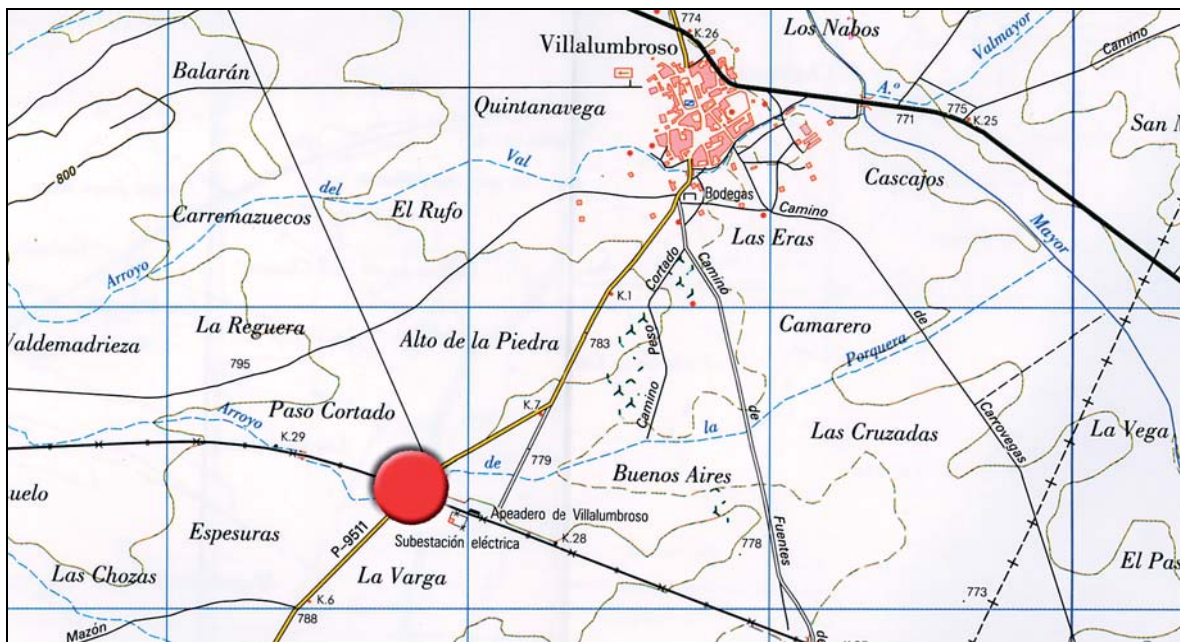 774
Los Nabos
K.26
Villalumbroso
Valmayor
Camino
Balarán
Quintanavega
A.º
775
771
K.25
San
800
Val
del
Cascajos
Bodegas
Carremazuecos
El Rufo
Camino
Las Eras
Mayor
Arroyo
Cortado
Camino
K.1
La Reguera
Alto de la Piedra
Camarero
de
Valdemadrieza
783
Paso
Porquera
795
Paso Cortado
K.7
Camino
de
Arroyo
la
Las Cruzadas
Carrovegas
La Vega
K.29
779
de
Buenos Aires
Apeadero de Villalumbroso
Espesuras
P-9511
Subestación eléctrica
K.28
778
Fuentes
El
Las Chozas
La Varga
773
K.6
788
Mazón
de